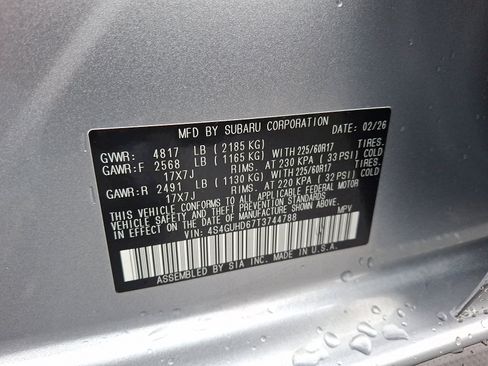 MFD BY SUBARU CORPORATION DATE: 02/26
GVWR: 4817 LB (2185 KG) TIRES.
GAWR:F 2568 LB (1165 KG) WITH 225/60R17
17X7J RIMS. AT 230 KPA (33 PSI) COLD
GAWR:R 2491 LB (1130 KG) WITH 225/60R17 TIRES.
17X7J RIMS. AT 220 KPA (32 PSI) COLD
THIS VEHICLE CONFORMS TO ALL APPLICABLE FEDERAL MOTOR
VEHICLE SAFETY AND THEFT PREVENTION STANDARDS
IN EFFECT ON THE DATE OF MANUFACTURE SHOWN ABOVE.
VIN: 4S4GUHD67T3744788 MPV
ASSEMBLED BY SIA INC. MADE IN U.S.A.